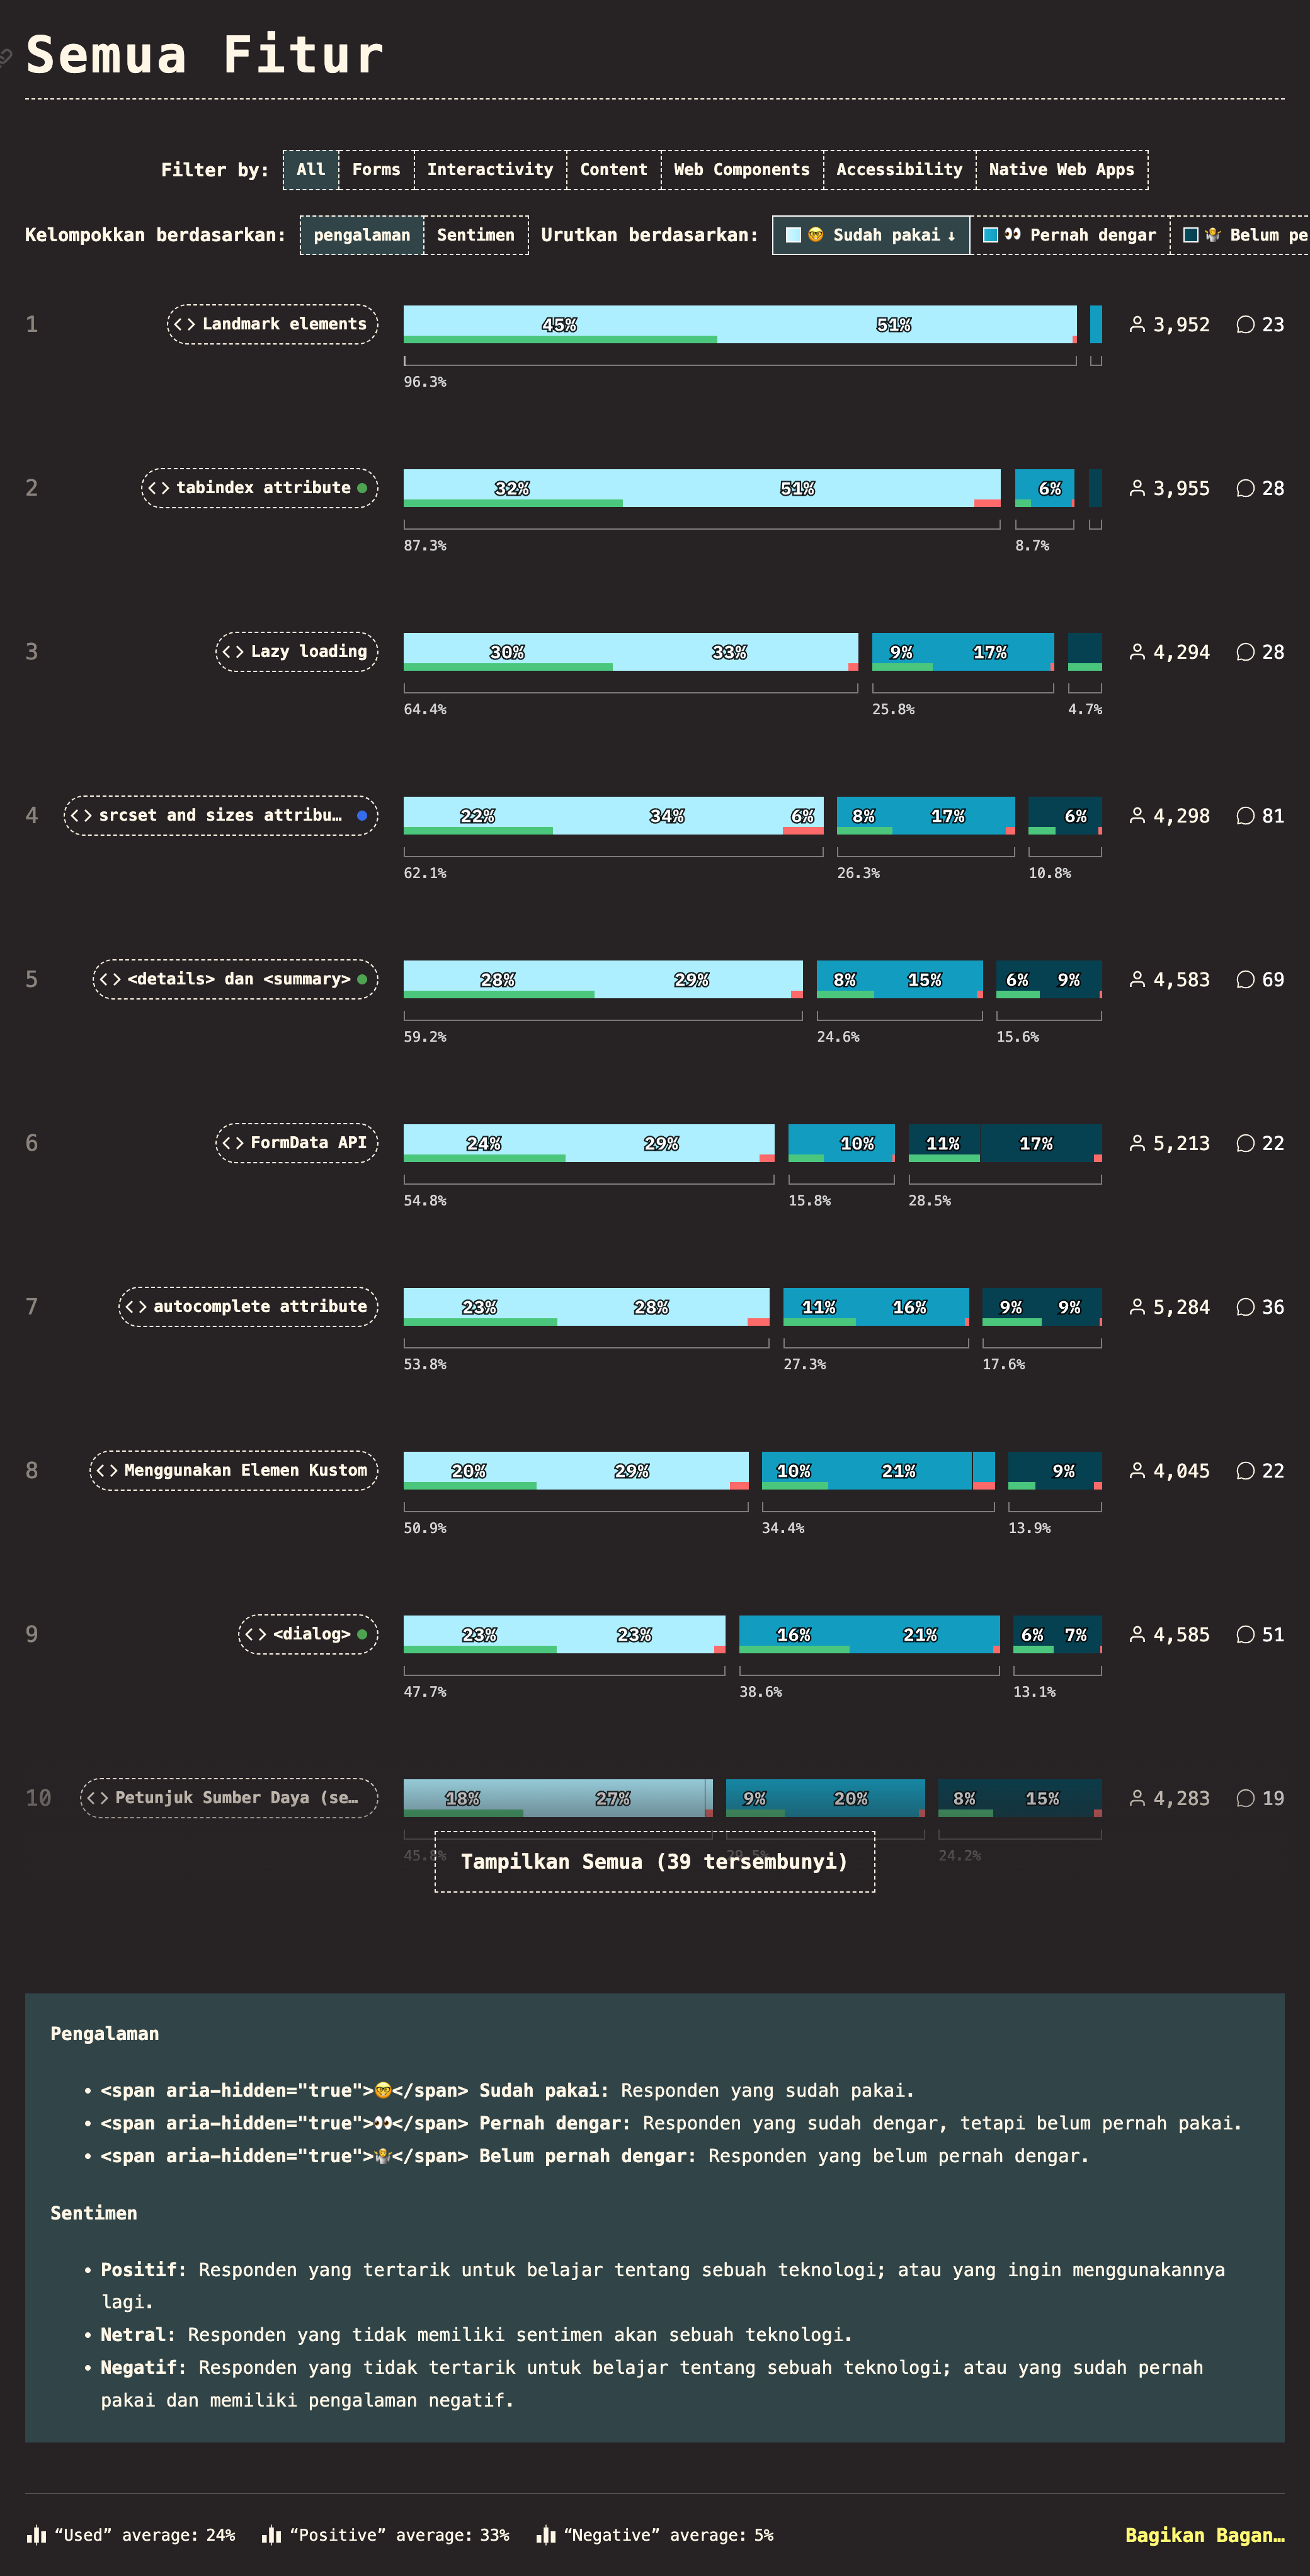 Semua Fitur
Filter by: All Forms Interactivity Content Web Components Accessibility Native Web Apps
Kelompokkan berdasarkan: pengalaman Sentimen Urutkan berdasarkan: 🤓 Sudah pakai ↓ 👀 Pernah dengar 🤷 Belum pe
1 <> Landmark elements 45% 51% 3,952 23
96.3%
2 <> tabindex attribute 32% 51% 6% 3,955 28
87.3% 8.7%
3 <> Lazy loading 30% 33% 9% 17% 4,294 28
64.4% 25.8% 4.7%
4 <> srcset and sizes attribu… 22% 34% 6% 8% 17% 6% 4,298 81
62.1% 26.3% 10.8%
5 <> <details> dan <summary> 28% 29% 8% 15% 6% 9% 4,583 69
59.2% 24.6% 15.6%
6 <> FormData API 24% 29% 10% 11% 17% 5,213 22
54.8% 15.8% 28.5%
7 <> autocomplete attribute 23% 28% 11% 16% 9% 9% 5,284 36
53.8% 27.3% 17.6%
8 <> Menggunakan Elemen Kustom 20% 29% 10% 21% 9% 4,045 22
50.9% 34.4% 13.9%
9 <> <dialog> 23% 23% 16% 21% 6% 7% 4,585 51
47.7% 38.6% 13.1%
10 <> Petunjuk Sumber Daya (se… 18% 27% 9% 20% 8% 15% 4,283 19
24.2%
Tampilkan Semua (39 tersembunyi)
Pengalaman
• <span aria-hidden="true">🤓</span> Sudah pakai: Responden yang sudah pakai.
• <span aria-hidden="true">👀</span> Pernah dengar: Responden yang sudah dengar, tetapi belum pernah pakai.
• <span aria-hidden="true">🤷</span> Belum pernah dengar: Responden yang belum pernah dengar.
Sentimen
• Positif: Responden yang tertarik untuk belajar tentang sebuah teknologi; atau yang ingin menggunakannya
lagi.
• Netral: Responden yang tidak memiliki sentimen akan sebuah teknologi.
• Negatif: Responden yang tidak tertarik untuk belajar tentang sebuah teknologi; atau yang sudah pernah
pakai dan memiliki pengalaman negatif.
“Used” average: 24% “Positive” average: 33% “Negative” average: 5% Bagikan Bagan…